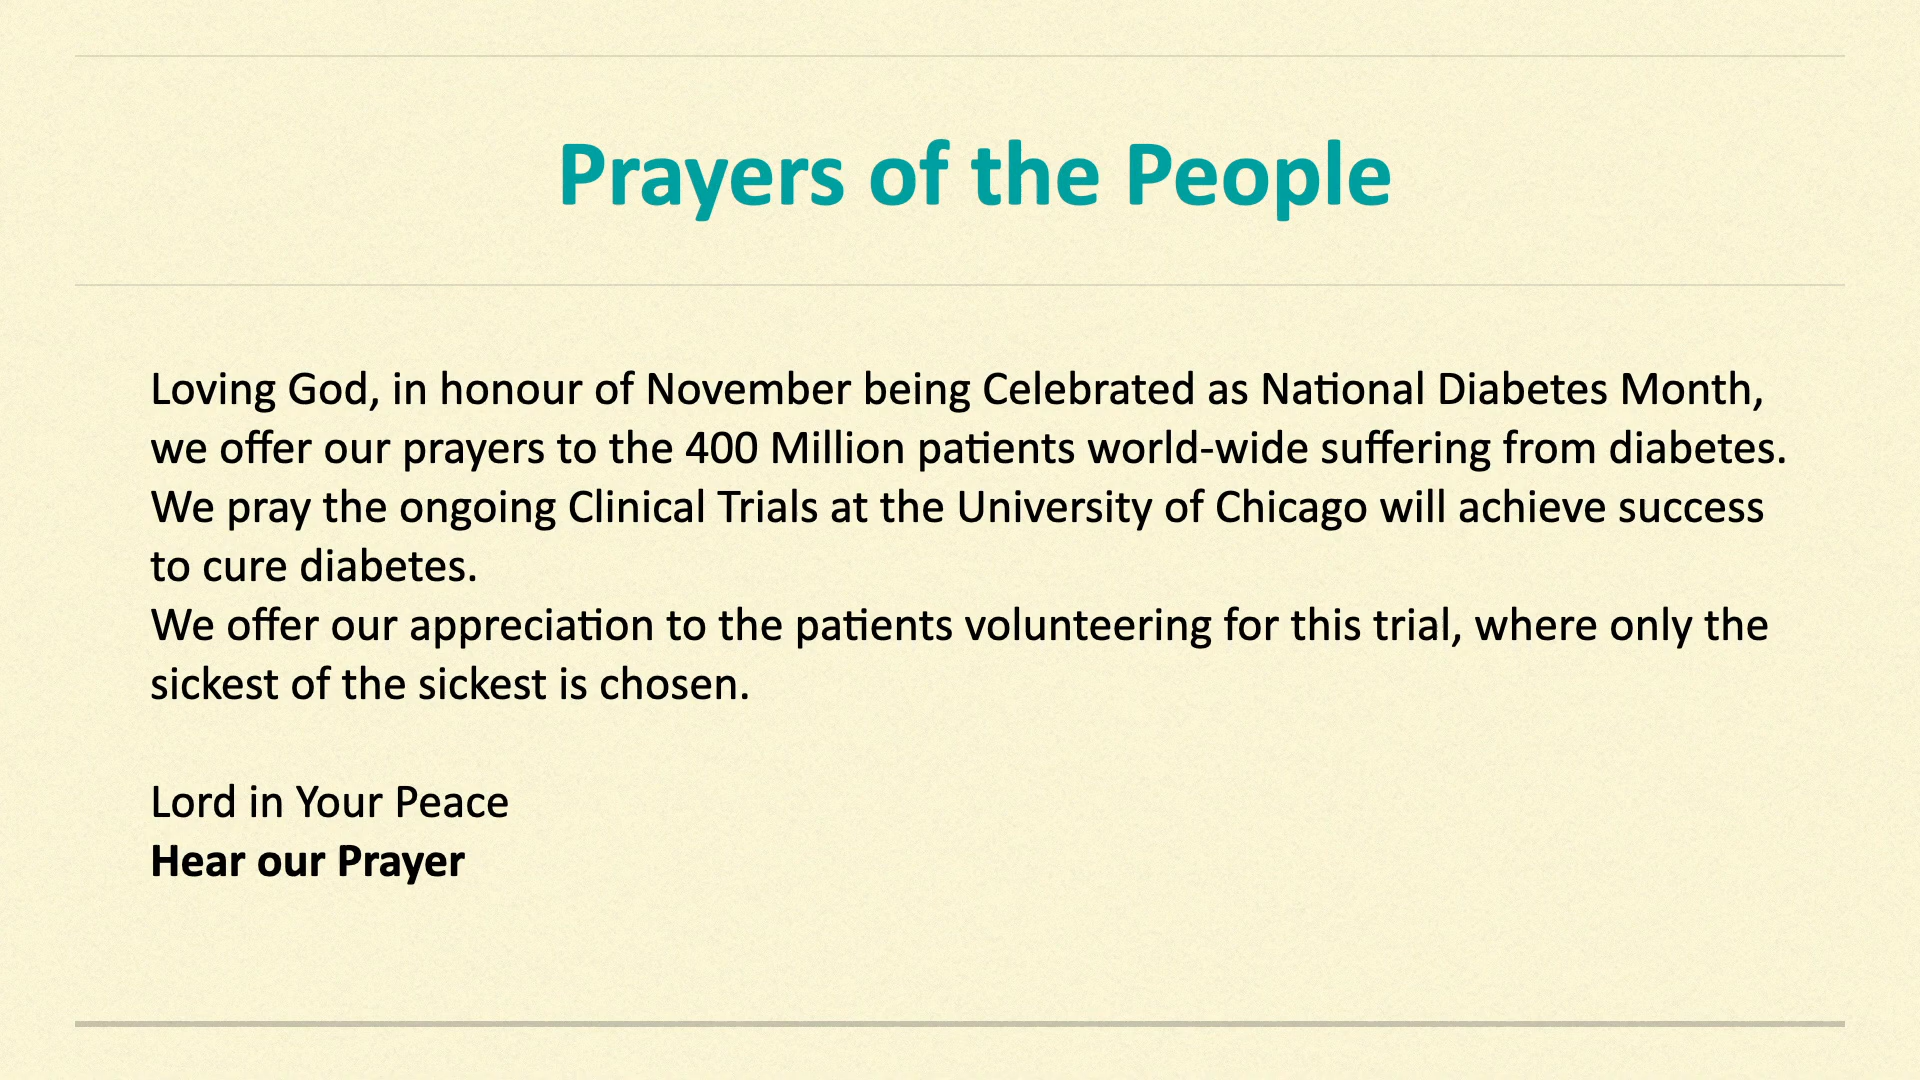 Prayers of the People
Loving God, in honour of November being Celebrated as National Diabetes Month,
we offer our prayers to the 400 Million patients world-wide suffering from diabetes.
We pray the ongoing Clinical Trials at the University of Chicago will achieve success
to cure diabetes.
We offer our appreciation to the patients volunteering for this trial, where only the
sickest of the sickest is chosen.
Lord in Your Peace
Hear our Prayer